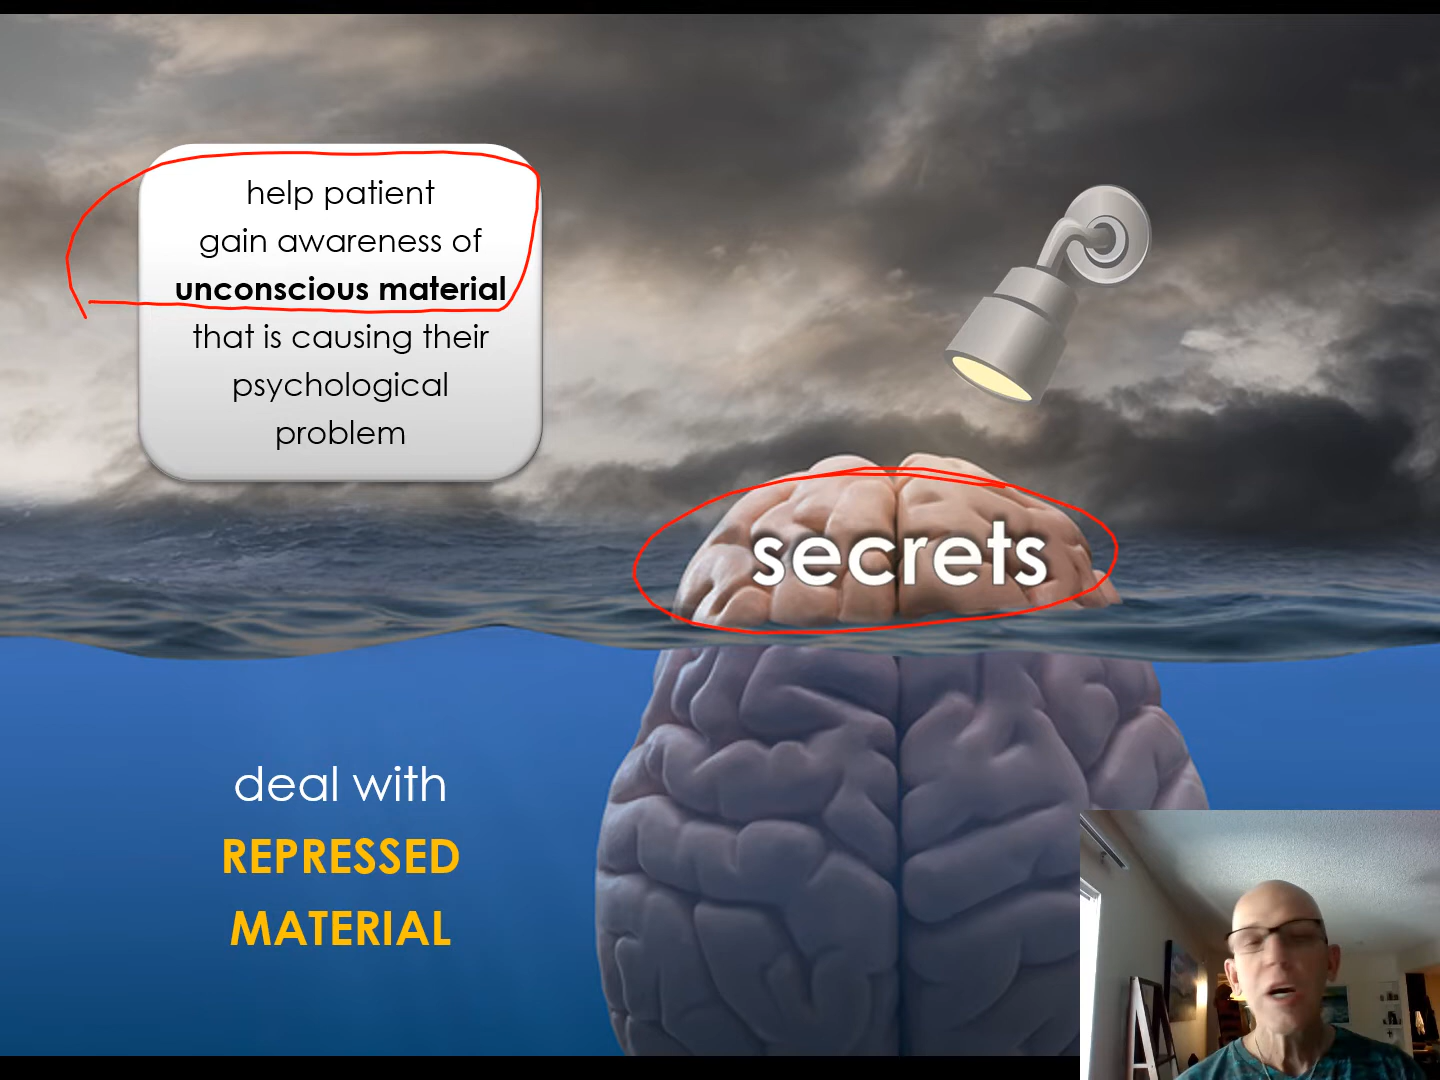 help patient
gain awareness of
unconscious material
that is causing their
psychological
problem
secrets
deal with
REPRESSED
MATERIAL